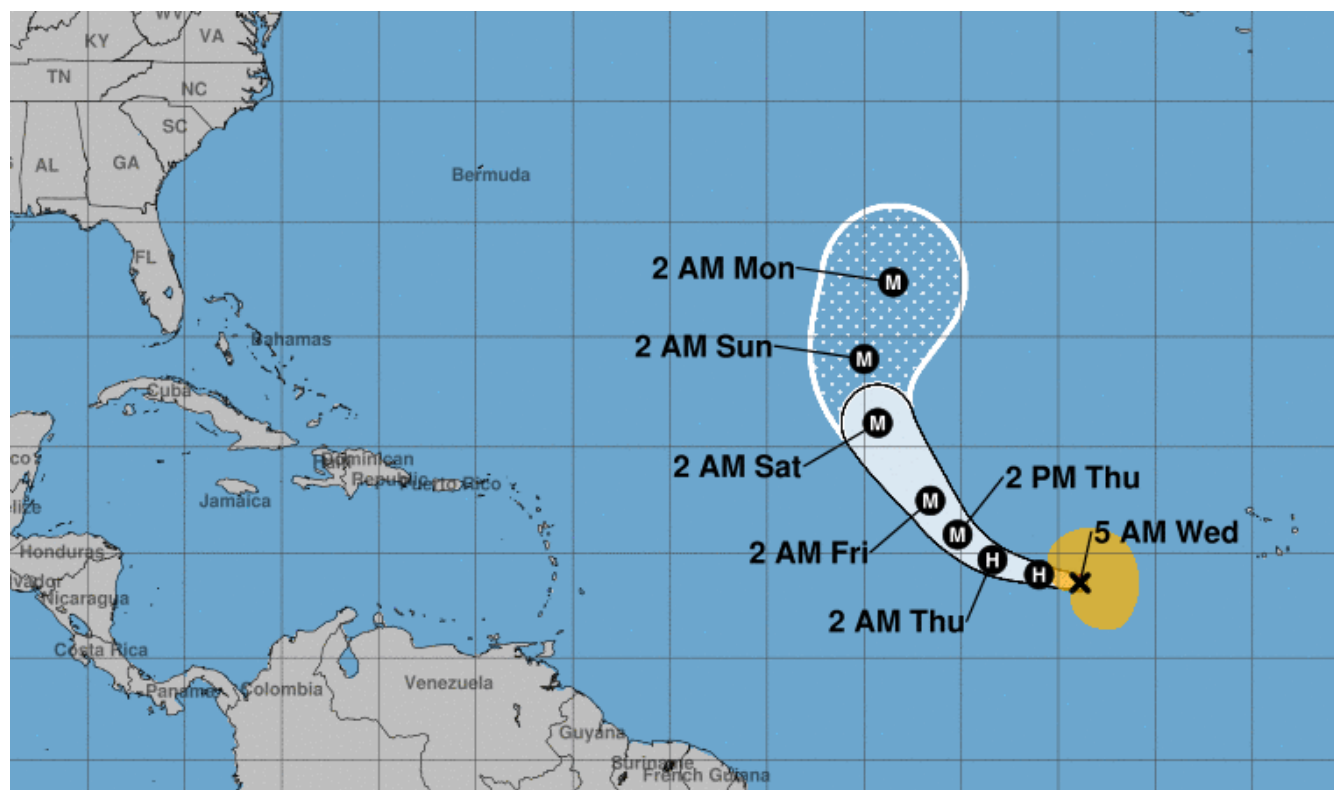 WV
KY
VA
TN
NC
SC
AL
GA
Bermuda
FL
2 AM Mon
M
Bahamas
2 AM Sun
M
Cuba
M
2 AM Sat
Dominican
Republic
Puerto Rico
Jamaica
2 PM Thu
M
M
5 AM Wed
2 AM Fri
H
H
Honduras
Nicaragua
2 AM Thu
Costa Rica
Panama
Colombia
Venezuela
Guyana
Suriname
French Guiana